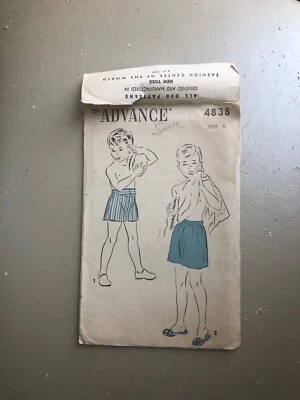 ALL OUR PATTERNS
DESIGNED AND MANUFACTURED IN
NEW YORK
FASHION CENTER OF THE WORLD
ADVANCE
4838
SIZE 6
1
2